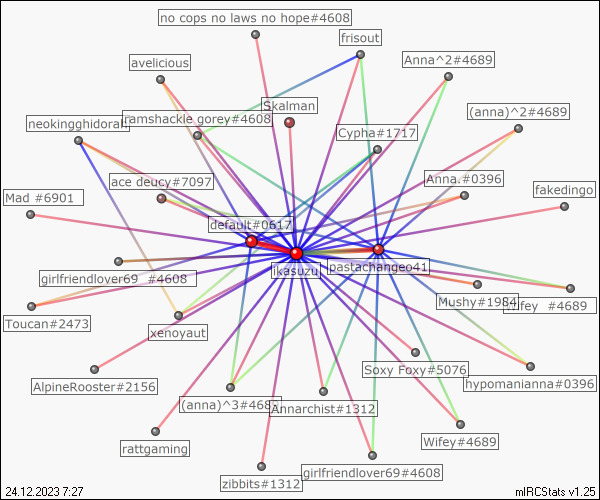 no cops no laws no hope#4608
frisout
avelicious
Anna^2#4689
Skalman
(anna)^2#4689
ramshackle gorey#4608
neokingghidorah
Cypha#1717
ace deucy#7097
Anna.#0396
fakedingo
Mad #6901
default#0617
ikasuzu
pastachangeo41
girlfriendlover69 #4608
Mushy#1984
#4689
Toucan#2473
xenoyaut
Soxy Foxy#5076
AlpineRooster#2156
hypomanianna#0396
(anna)^3#468
Annarchist#1312
Wifey#4689
rattgaming
girlfriendlover69#4608
zibbits#1312
24.12.2023 7:27
mIRCStats v1.25